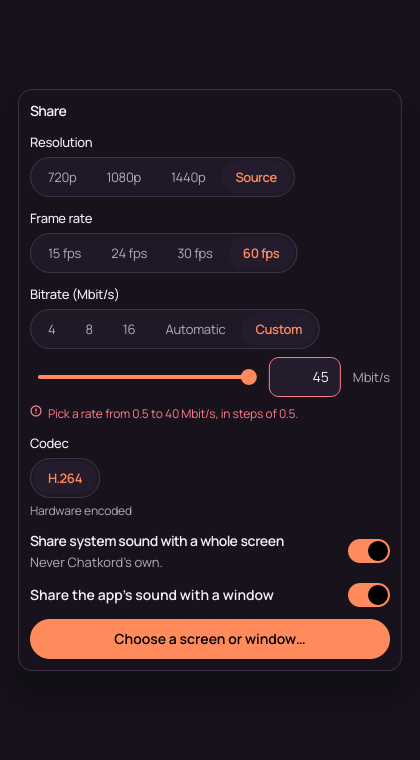 Share
Resolution
720p 1080p 1440p Source
Frame rate
15 fps 24 fps 30 fps 60 fps
Bitrate (Mbit/s)
4 8 16 Automatic Custom
45 Mbit/s
Pick a rate from 0.5 to 40 Mbit/s, in steps of 0.5.
Codec
H.264
Hardware encoded
Share system sound with a whole screen
Never Chatkord's own.
Share the app's sound with a window
Choose a screen or window…